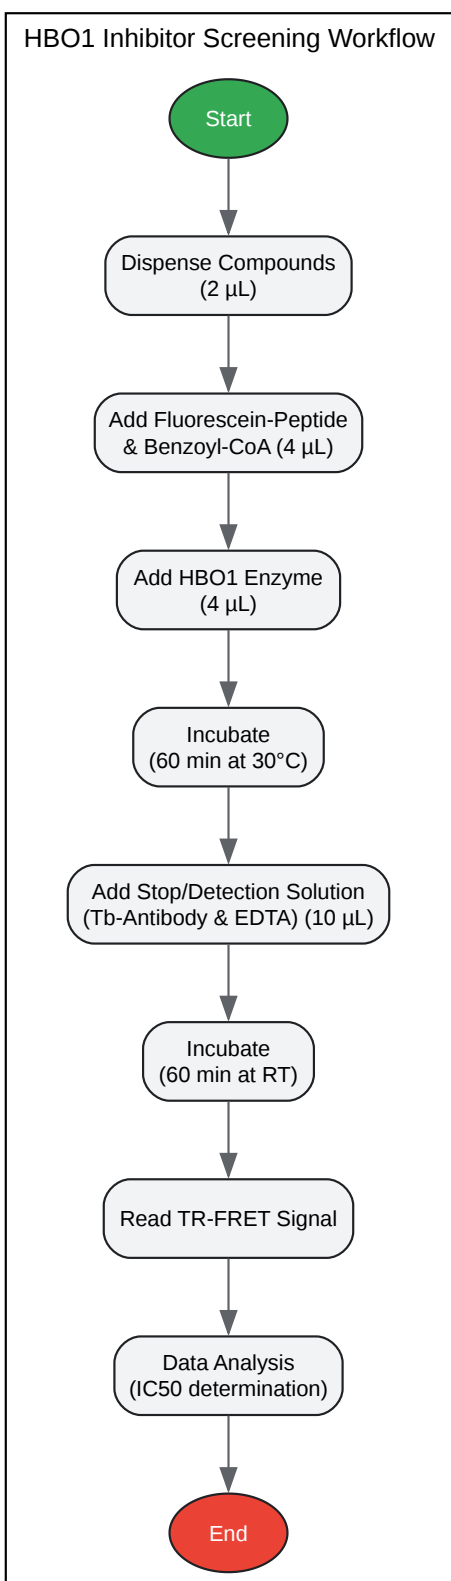 HBO1 Inhibitor Screening Workflow
Start
Dispense Compounds
(2 µL)
Add Fluorescein-Peptide
& Benzoyl-CoA (4 µL)
Add HBO1 Enzyme
(4 µL)
Incubate
(60 min at 30°C)
Add Stop/Detection Solution
(Tb-Antibody & EDTA) (10 µL)
Incubate
(60 min at RT)
Read TR-FRET Signal
Data Analysis
(IC50 determination)
End